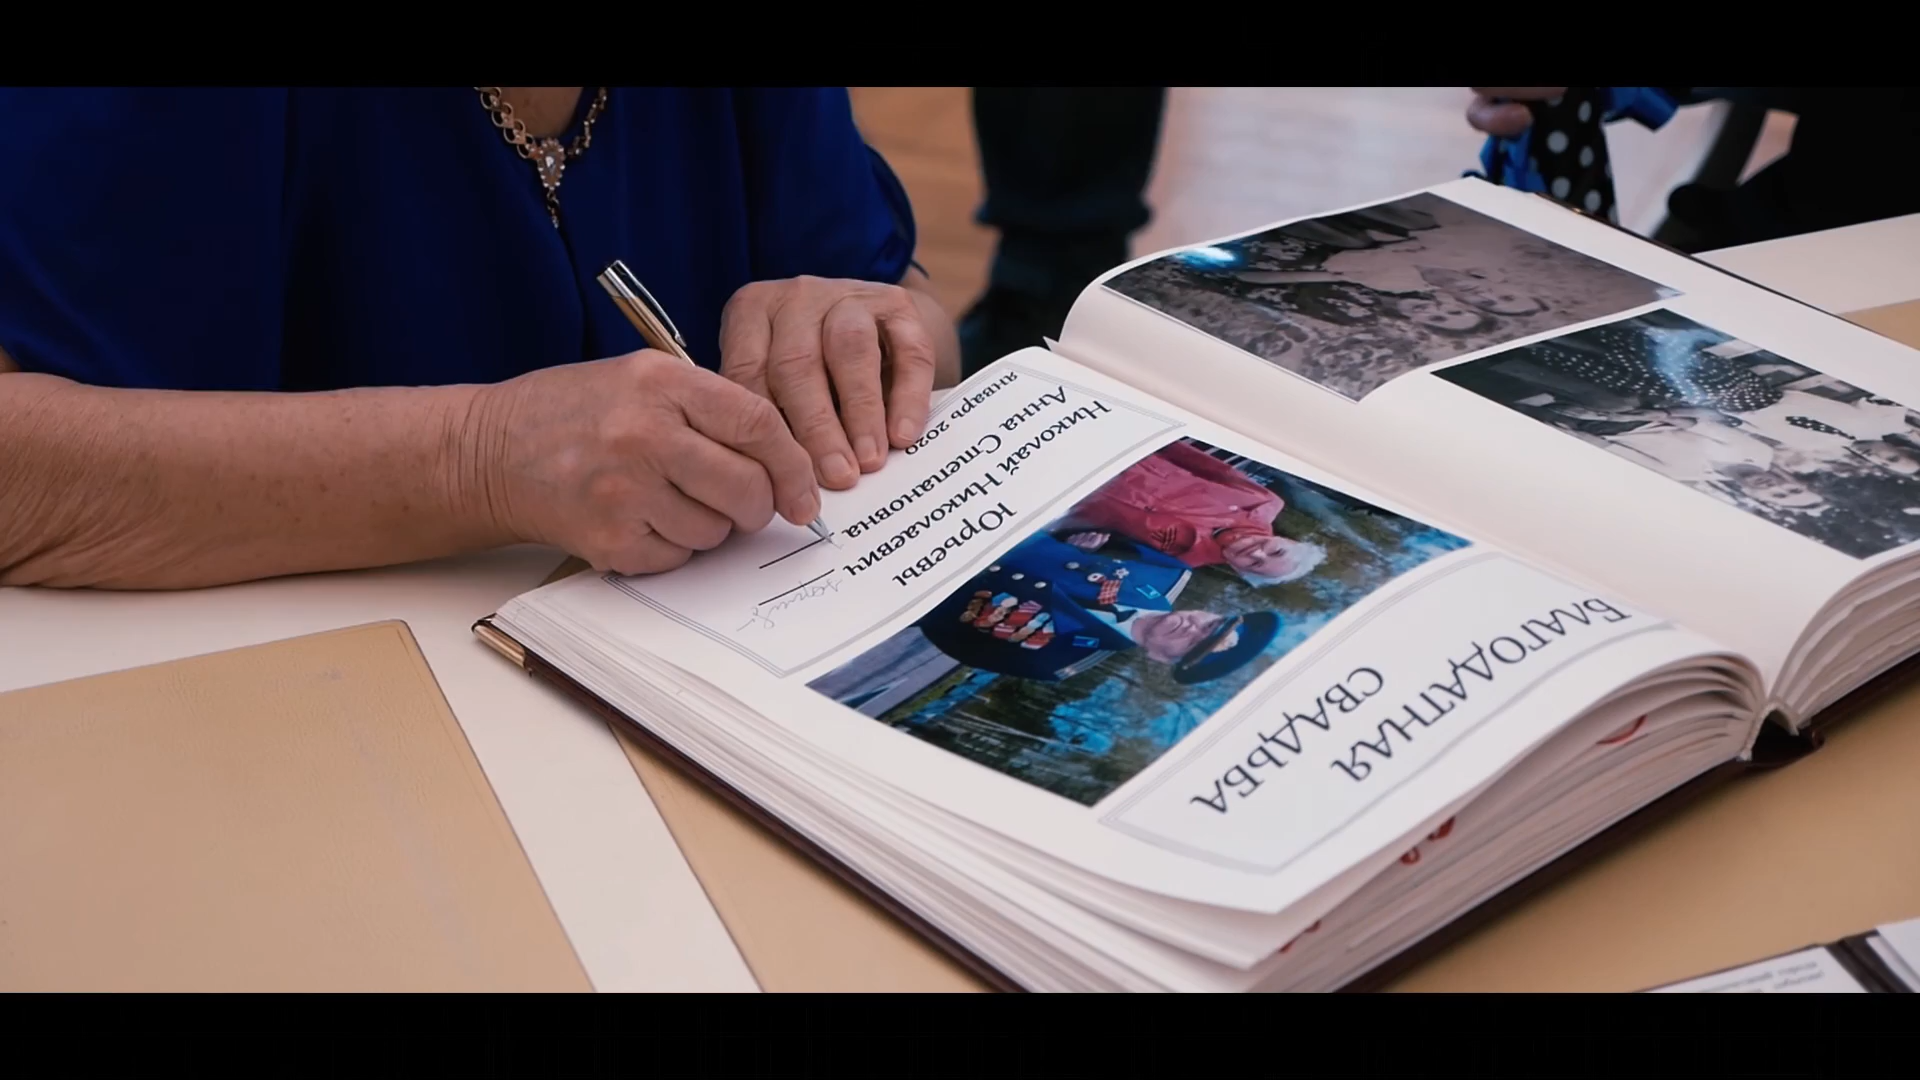 БЛАГОДАТНАЯ
СВАДЬБА
Юрьевы
Николай Николаевич
Анна Степановна
январь 2020